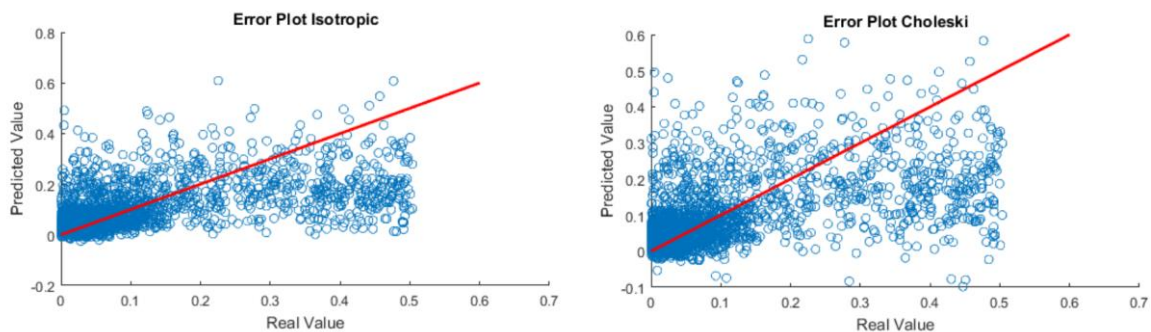 Error Plot Isotropic
0.8
0.6
0.4
0.2
0
-0.2
Predicted Value
0 0.1 0.2 0.3 0.4 0.5 0.6 0.7
Real Value
Error Plot Choleski
0.6
0.5
0.4
0.3
0.2
0.1
0
-0.1
Predicted Value
0 0.1 0.2 0.3 0.4 0.5 0.6 0.7
Real Value